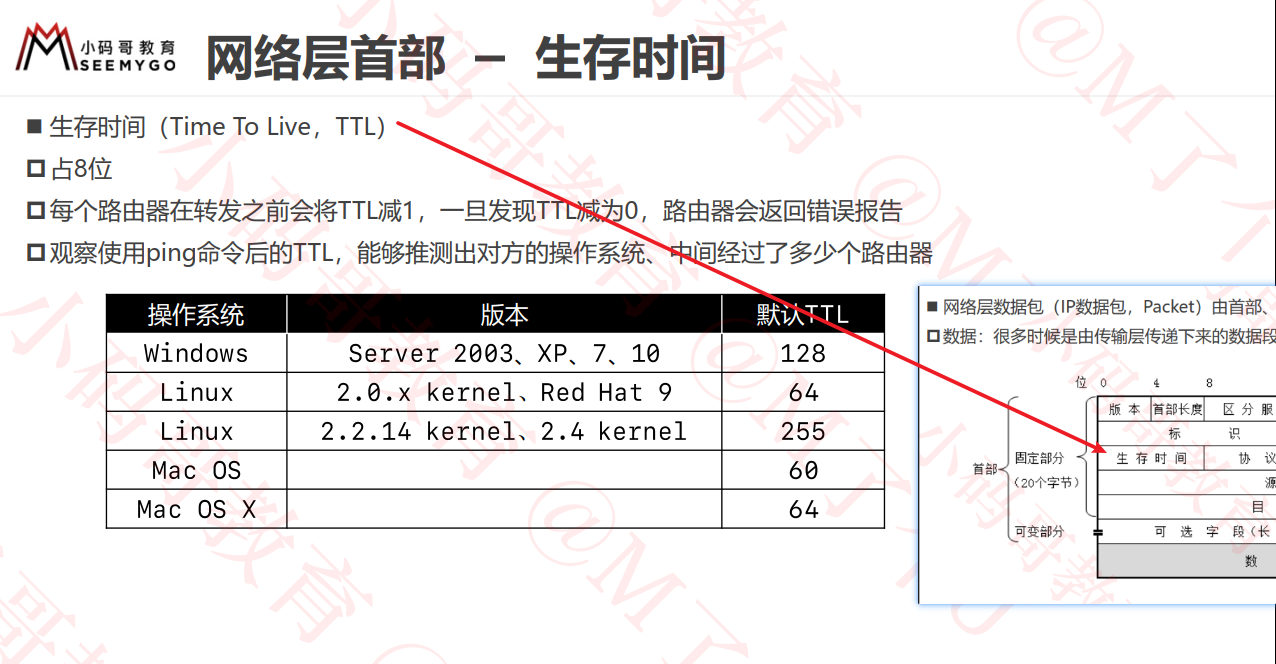 小码哥教育
SEEMYGO
网络层首部 － 生存时间
生存时间（Time To Live，TTL）
占8位
每个路由器在转发之前会将TTL减1，一旦发现TTL减为0，路由器会返回错误报告
观察使用ping命令后的TTL，能够推测出对方的操作系统、中间经过了多少个路由器
操作系统 版本 默认TTL
Windows Server 2003、XP、7、10 128
Linux 2.0.x kernel、Red Hat 9 64
Linux 2.2.14 kernel、2.4 kernel 255
Mac OS 60
Mac OS X 64
网络层数据包（IP数据包，Packet）由首部、
数据：很多时候是由传输层传递下来的数据段
位 0 4 8
版本 首部长度 区分服
标识
首部 固定部分 生存时间 协议
（20个字节） 源
目
可变部分 可选字段（长
数
小码哥教育 @M了个